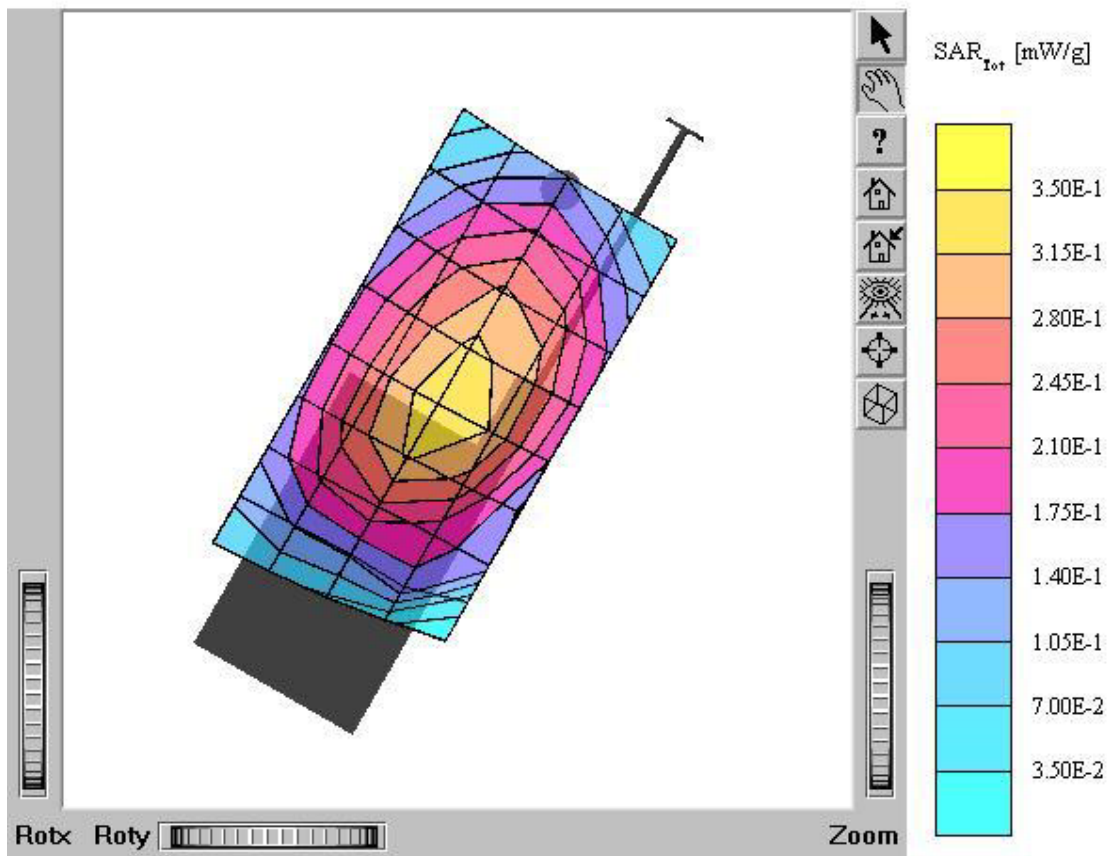 SAR_Tot [mW/g]
?
3.50E-1
3.15E-1
2.80E-1
2.45E-1
2.10E-1
1.75E-1
1.40E-1
1.05E-1
7.00E-2
3.50E-2
Rotx Roty Zoom